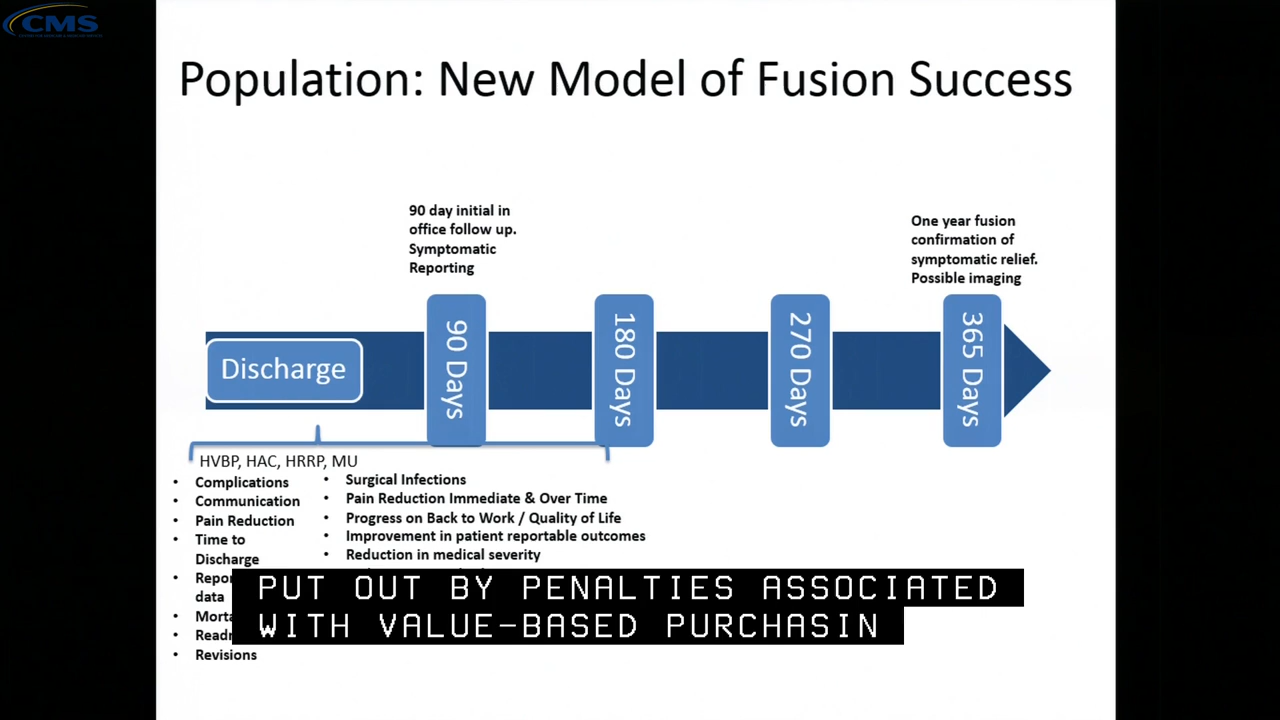 CMS
Population: New Model of Fusion Success
90 day initial in
office follow up.
Symptomatic
Reporting
One year fusion
confirmation of
symptomatic relief.
Possible imaging
Discharge
90 Days
180 Days
270 Days
365 Days
HVBP, HAC, HRRP, MU
• Complications
• Communication
• Pain Reduction
• Time to
Discharge
data
• Revisions
• Surgical Infections
• Pain Reduction Immediate & Over Time
• Progress on Back to Work / Quality of Life
• Improvement in patient reportable outcomes
• Reduction in medical severity
PUT OUT BY PENALTIES ASSOCIATED
WITH VALUE-BASED PURCHASIN